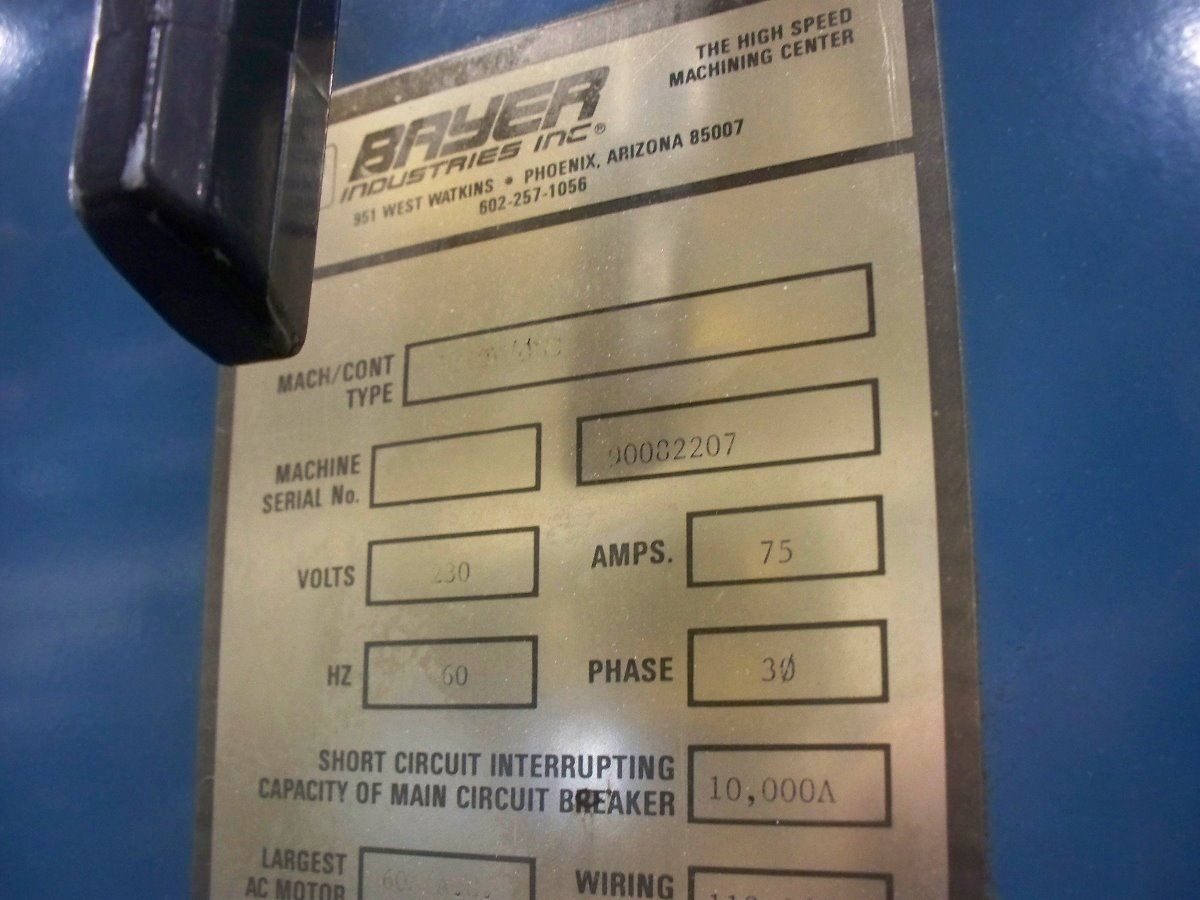 BAYER
INDUSTRIES INC®
THE HIGH SPEED
MACHINING CENTER
951 WEST WATKINS • PHOENIX, ARIZONA 85007
602-257-1056
MACH/CONT
TYPE
MACHINE
SERIAL No.
90082207
VOLTS 230 AMPS. 75
HZ 60 PHASE 3Ø
SHORT CIRCUIT INTERRUPTING
CAPACITY OF MAIN CIRCUIT BREAKER 10,000A
LARGEST
AC MOTOR
WIRING